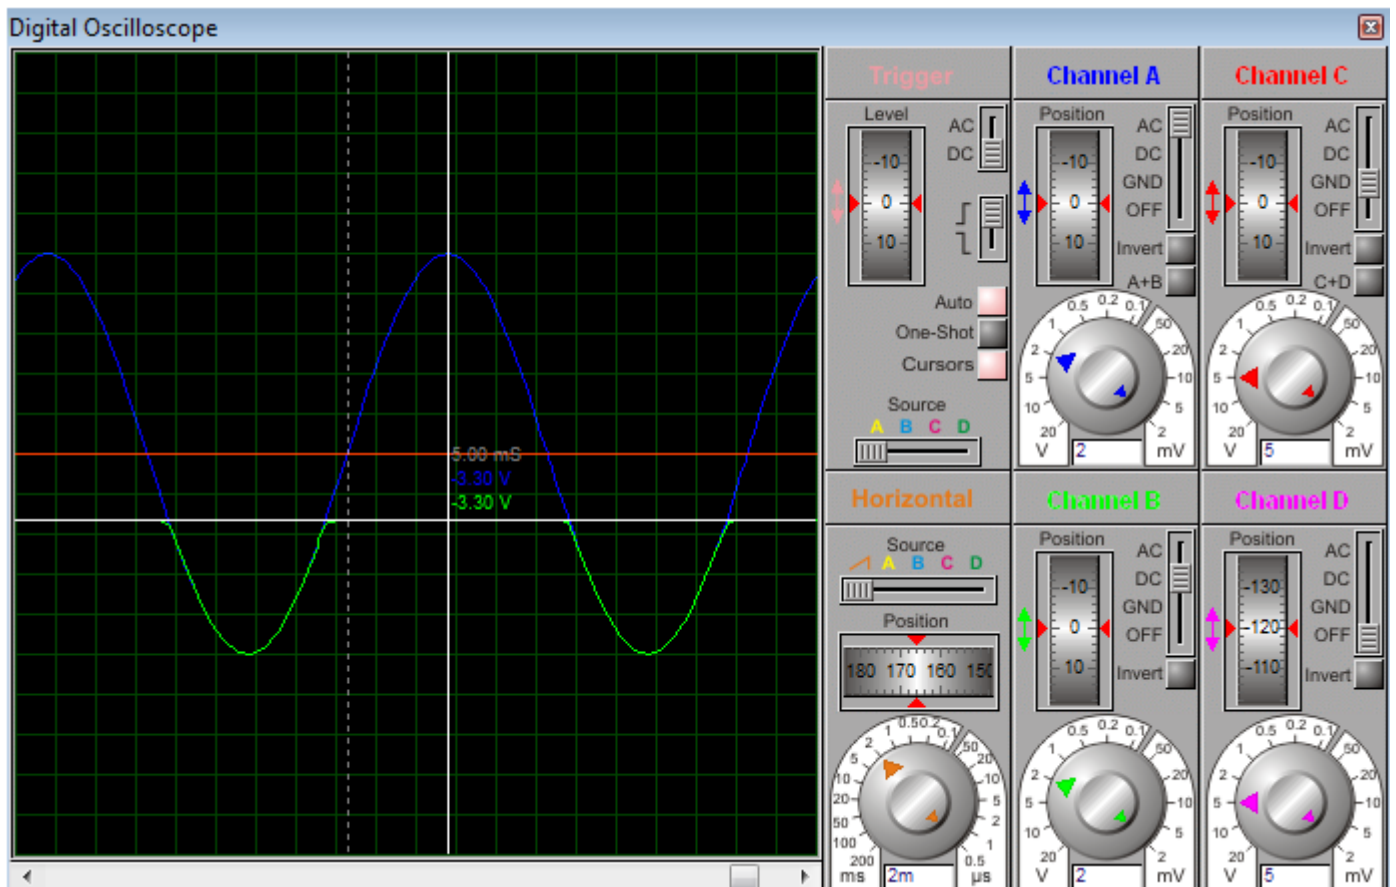 Digital Oscilloscope
5.00 mS
-3.30 V
-3.30 V
Trigger
Level
AC
DC
-10
0
10
Auto
One-Shot
Cursors
Source
A B C D
Channel A
Position
AC
DC
GND
OFF
-10
0
10
Invert
A+B
20 10 5 2 1 0.5 0.2 0.1 50 20 10 5 2
V 2 mV
Channel C
Position
AC
DC
GND
OFF
-10
0
10
Invert
C+D
20 10 5 2 1 0.5 0.2 0.1 50 20 10 5 2
V 5 mV
Horizontal
Source
A B C D
Position
180 170 160 150
200 100 50 20 10 5 2 1 0.5 0.2 0.1 50 20 10 5 2 1 0.5
ms 2m µs
Channel B
Position
AC
DC
GND
OFF
-10
0
10
Invert
20 10 5 2 1 0.5 0.2 0.1 50 20 10 5 2
V 2 mV
Channel D
Position
AC
DC
GND
OFF
-130
-120
-110
Invert
20 10 5 2 1 0.5 0.2 0.1 50 20 10 5 2
V 5 mV